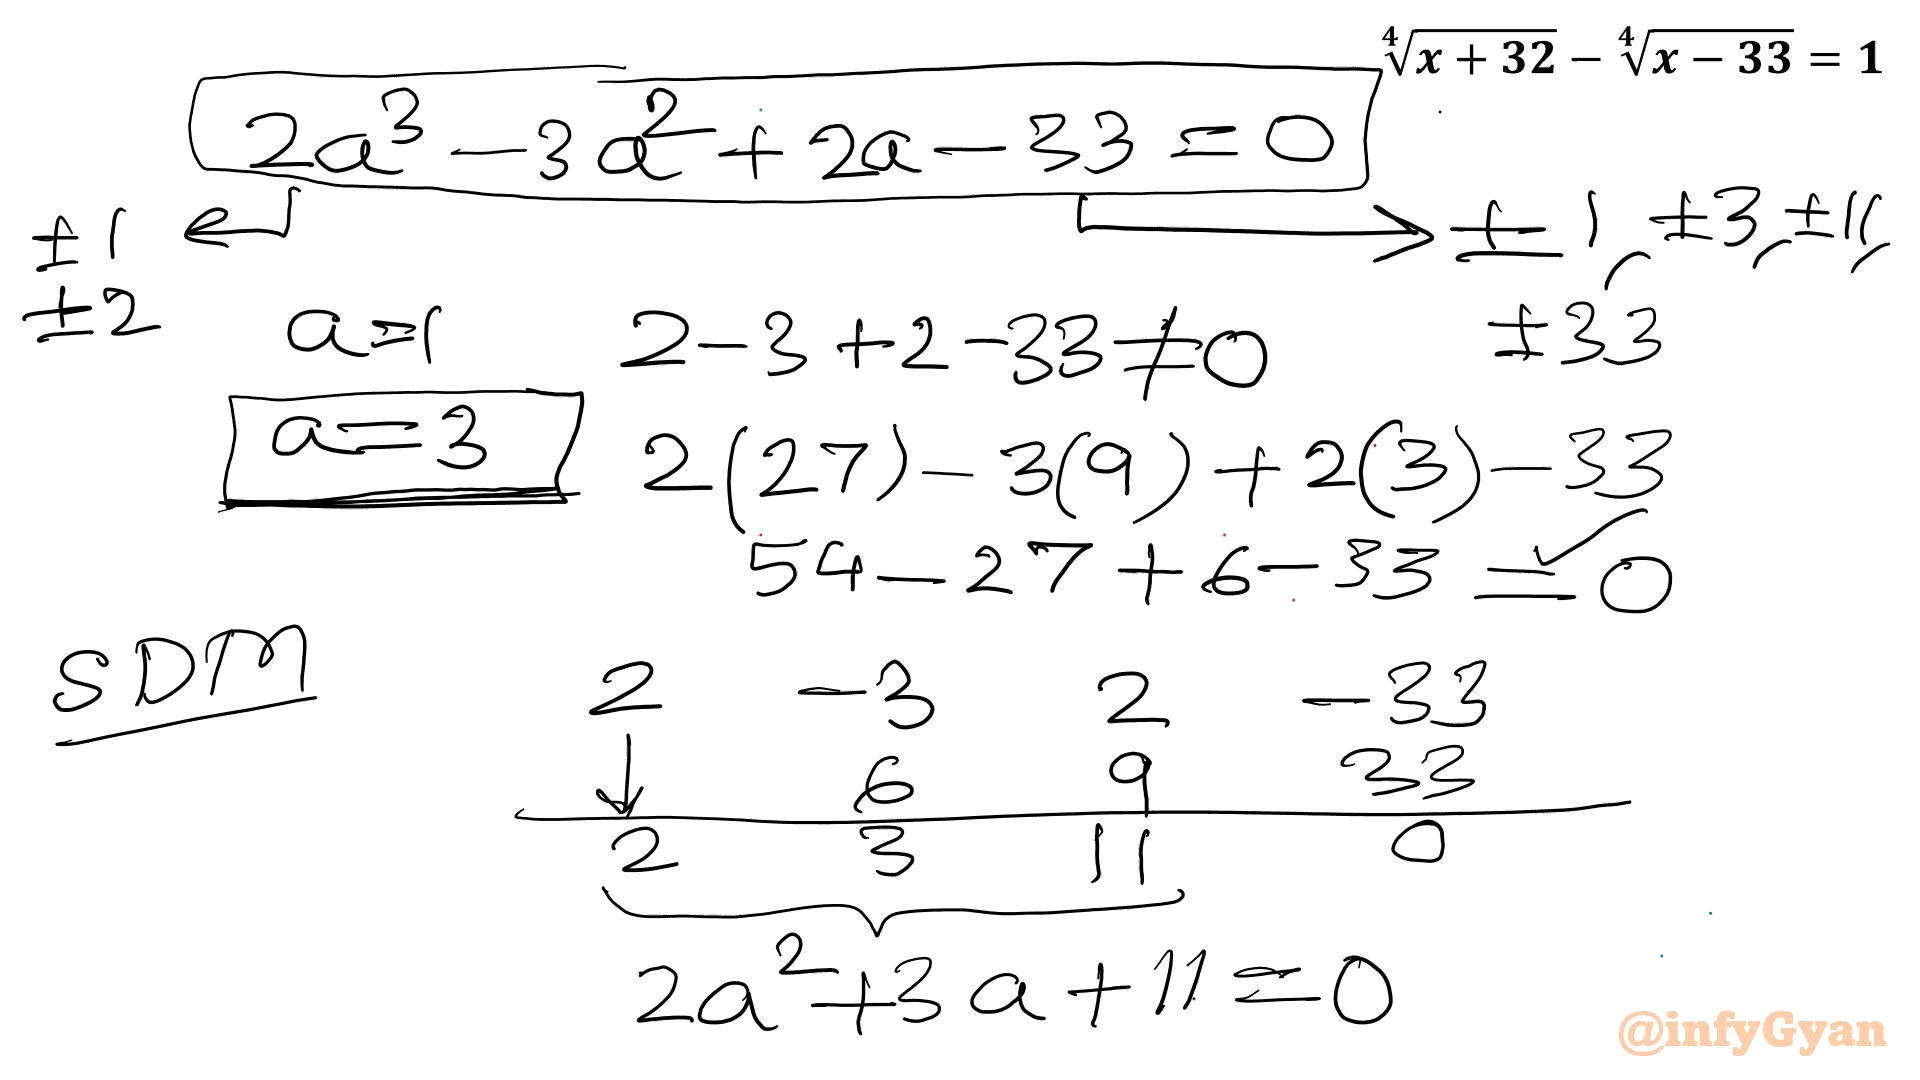 ∜(x + 32) − ∜(x − 33) = 1
2a³ − 3a² + 2a − 33 = 0
±1 ± 1, ±3, ±11,
±2 ±33
a=1 2 − 3 + 2 − 33 ≠ 0
a = 3 2(27) − 3(9) + 2(3) − 33
54 − 27 + 6 − 33 = 0
SDM
2 −3 2 −33
6 9 33
2 3 11 0
2a² + 3a + 11 = 0
@infyGyan